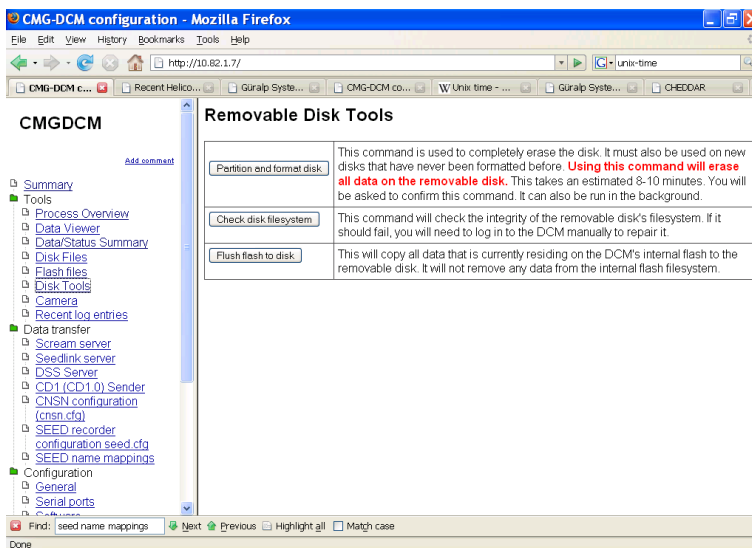 CMG-DCM configuration - Mozilla Firefox
File Edit View History Bookmarks Tools Help
http://10.82.1.7/
unix-time
CMG-DCM c... Recent Helico... Güralp Syste... CMG-DCM co... Unix time - ... Güralp Syste... CHEDDAR
CMGDCM
Add comment
Summary
Tools
Process Overview
Data Viewer
Data/Status Summary
Disk Files
Flash files
Disk Tools
Camera
Recent log entries
Data transfer
Scream server
Seedlink server
DSS Server
CD1 (CD1.0) Sender
CNSN configuration
(cnsn.cfg)
SEED recorder
configuration seed.cfg
SEED name mappings
Configuration
General
Serial ports
Removable Disk Tools
Partition and format disk
This command is used to completely erase the disk. It must also be used on new
disks that have never been formatted before. Using this command will erase
all data on the removable disk. This takes an estimated 8-10 minutes. You will
be asked to confirm this command. It can also be run in the background.
Check disk filesystem
This command will check the integrity of the removable disk's filesystem. If it
should fail, you will need to log in to the DCM manually to repair it.
Flush flash to disk
This will copy all data that is currently residing on the DCM's internal flash to the
removable disk. It will not remove any data from the internal flash filesystem.
Find: seed name mappings Next Previous Highlight all Match case
Done